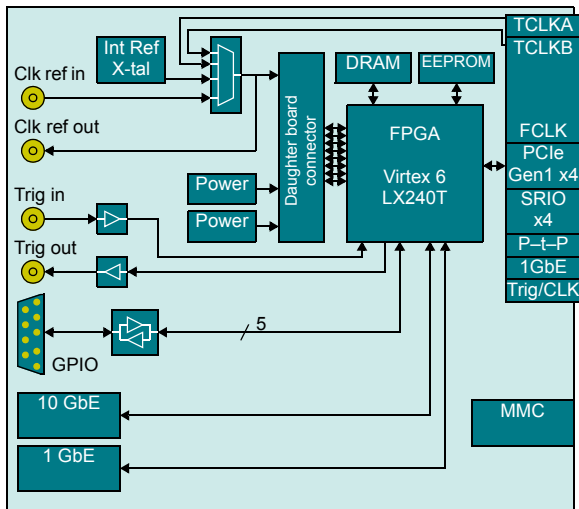 TCLKA
TCLKB
Int Ref
X-tal
DRAM
EEPROM
Clk ref in
Clk ref out
Daughter board
connector
FPGA
Virtex 6
LX240T
FCLK
PCIe
Gen1 x4
SRIO
x4
P–t–P
1GbE
Trig/CLK
Power
Power
Trig in
Trig out
5
GPIO
10 GbE
1 GbE
MMC